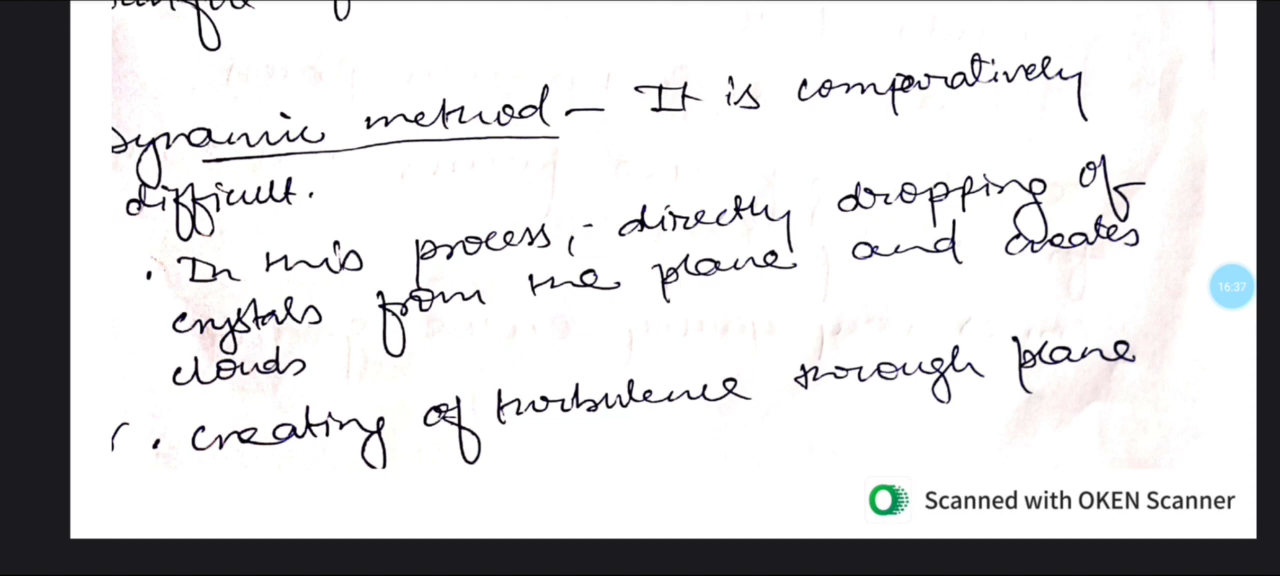 Dynamic method - It is comparatively
difficult.
. In this process, - directly dropping of
crystals from the plane and creates
clouds
. creating of turbulence through plane
16:37
Scanned with OKEN Scanner